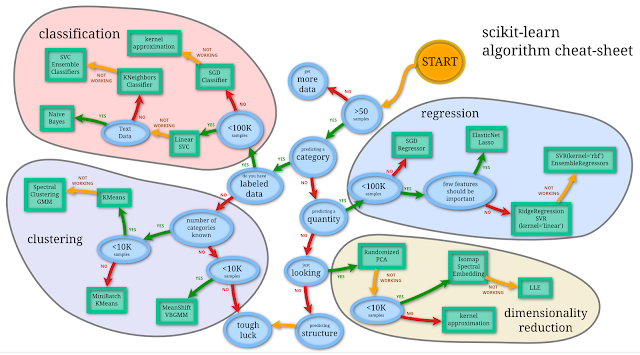 scikit-learn
algorithm cheat-sheet
START
classification
kernel
approximation
NOT
WORKING
SVC
Ensemble
Classifiers
NOT
WORKING
KNeighbors
Classifier
SGD
Classifier
NO
NO
Naive
Bayes
YES
Text
Data
NOT
WORKING
Linear
SVC
YES
<100K
samples
YES
get
more
data
NO
>50
samples
YES
predicting a
category
YES
do you have
labeled
data
NO
NO
predicting a
quantity
YES
NO
just
looking
YES
NO
predicting
structure
tough
luck
regression
SGD
Regressor
NO
<100K
samples
YES
few features
should be
important
YES
ElasticNet
Lasso
NO
SVR(kernel='rbf')
EnsembleRegressors
NOT
WORKING
RidgeRegression
SVR
(kernel='linear')
clustering
Spectral
Clustering
GMM
NOT
WORKING
KMeans
YES
number of
categories
known
YES
NO
<10K
samples
NO
MiniBatch
KMeans
<10K
samples
YES
NO
MeanShift
VBGMM
dimensionality
reduction
Randomized
PCA
NOT
WORKING
<10K
samples
YES
NO
Isomap
Spectral
Embedding
NOT
WORKING
LLE
kernel
approximation